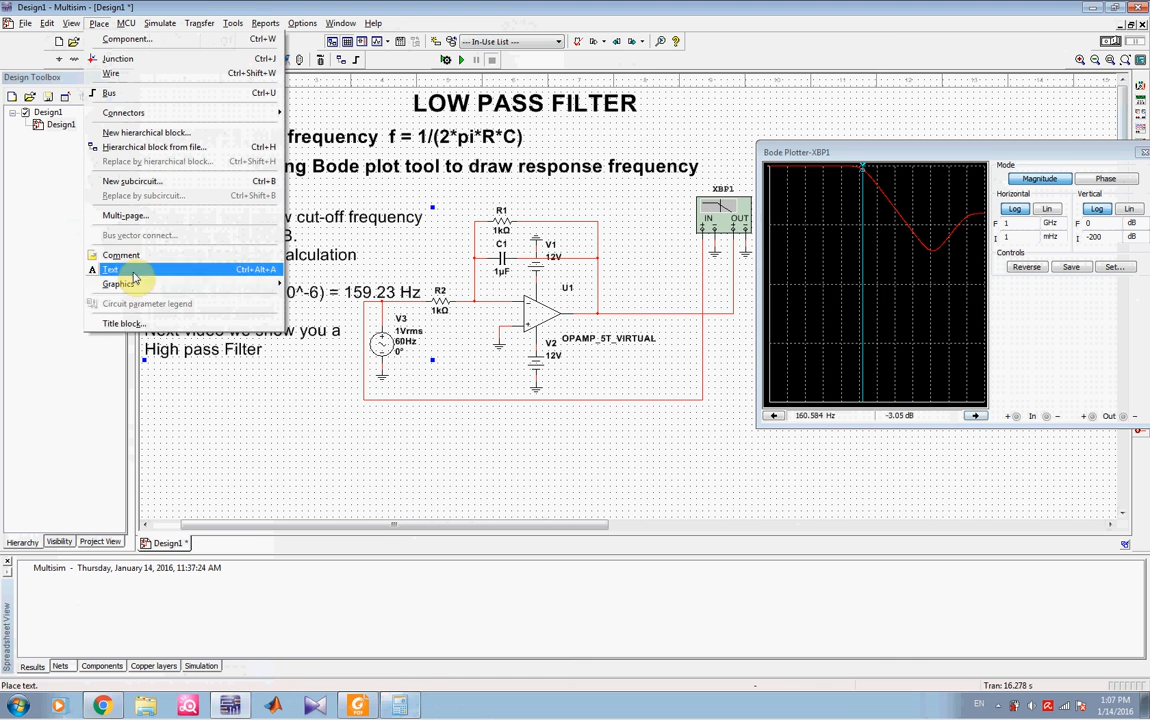 Design1 - Multisim - [Design1 *]
File Edit View Place MCU Simulate Transfer Tools Reports Options Window Help
--- In-Use List ---
Component... Ctrl+W
Junction Ctrl+J
Wire Ctrl+Shift+W
Bus Ctrl+U
Connectors
New hierarchical block...
Hierarchical block from file... Ctrl+H
Replace by hierarchical block... Ctrl+Shift+H
New subcircuit... Ctrl+B
Replace by subcircuit... Ctrl+Shift+B
Multi-page...
Bus vector connect...
Comment
Text Ctrl+Alt+A
Graphics
Circuit parameter legend
Title block...
Design Toolbox
Design1
Design1
LOW PASS FILTER
frequency f = 1/(2*pi*R*C)
ng Bode plot tool to draw response frequency
w cut-off frequency
B.
alculation
0^-6) = 159.23 Hz
Next video we show you a
High pass Filter
R1
1kΩ
C1
1µF
V1
12V
U1
R2
1kΩ
V3
1Vrms
60Hz
0°
V2
12V
OPAMP_5T_VIRTUAL
XBP1
IN OUT
Bode Plotter-XBP1
Mode
Magnitude Phase
Horizontal Vertical
Log Lin Log Lin
F 1 GHz F 0 dB
I 1 mHz I -200 dB
Controls
Reverse Save Set...
160.584 Hz -3.05 dB
+ In − + Out −
Hierarchy Visibility Project View
Design1 *
Multisim - Thursday, January 14, 2016, 11:37:24 AM
Spreadsheet View
Results Nets Components Copper layers Simulation
Place text. - Tran: 16.278 s
EN 1:07 PM
1/14/2016